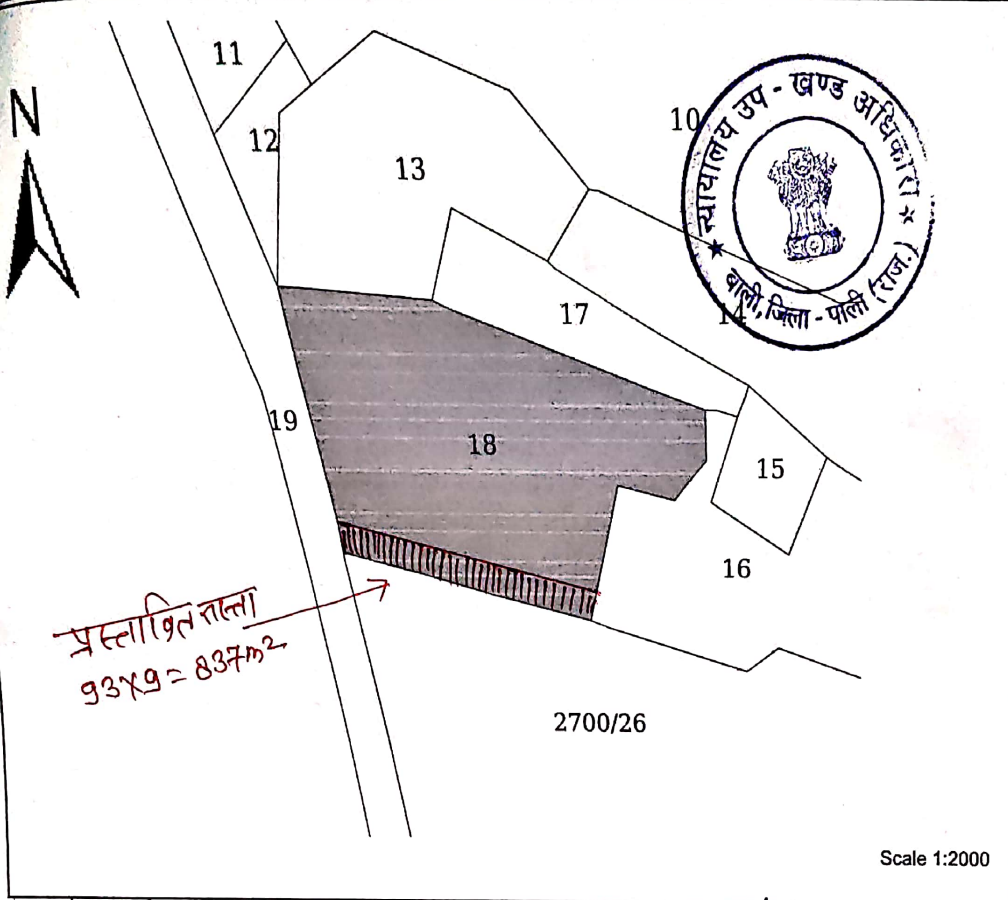 N
11
12
13
10
न्यायालय उप - खण्ड अधिकारी
★ बाली, जिला - पाली (राज.) ★
17
14
19
18
15
16
प्रस्तावित रास्ता
93×9=837m²
2700/26
Scale 1:2000